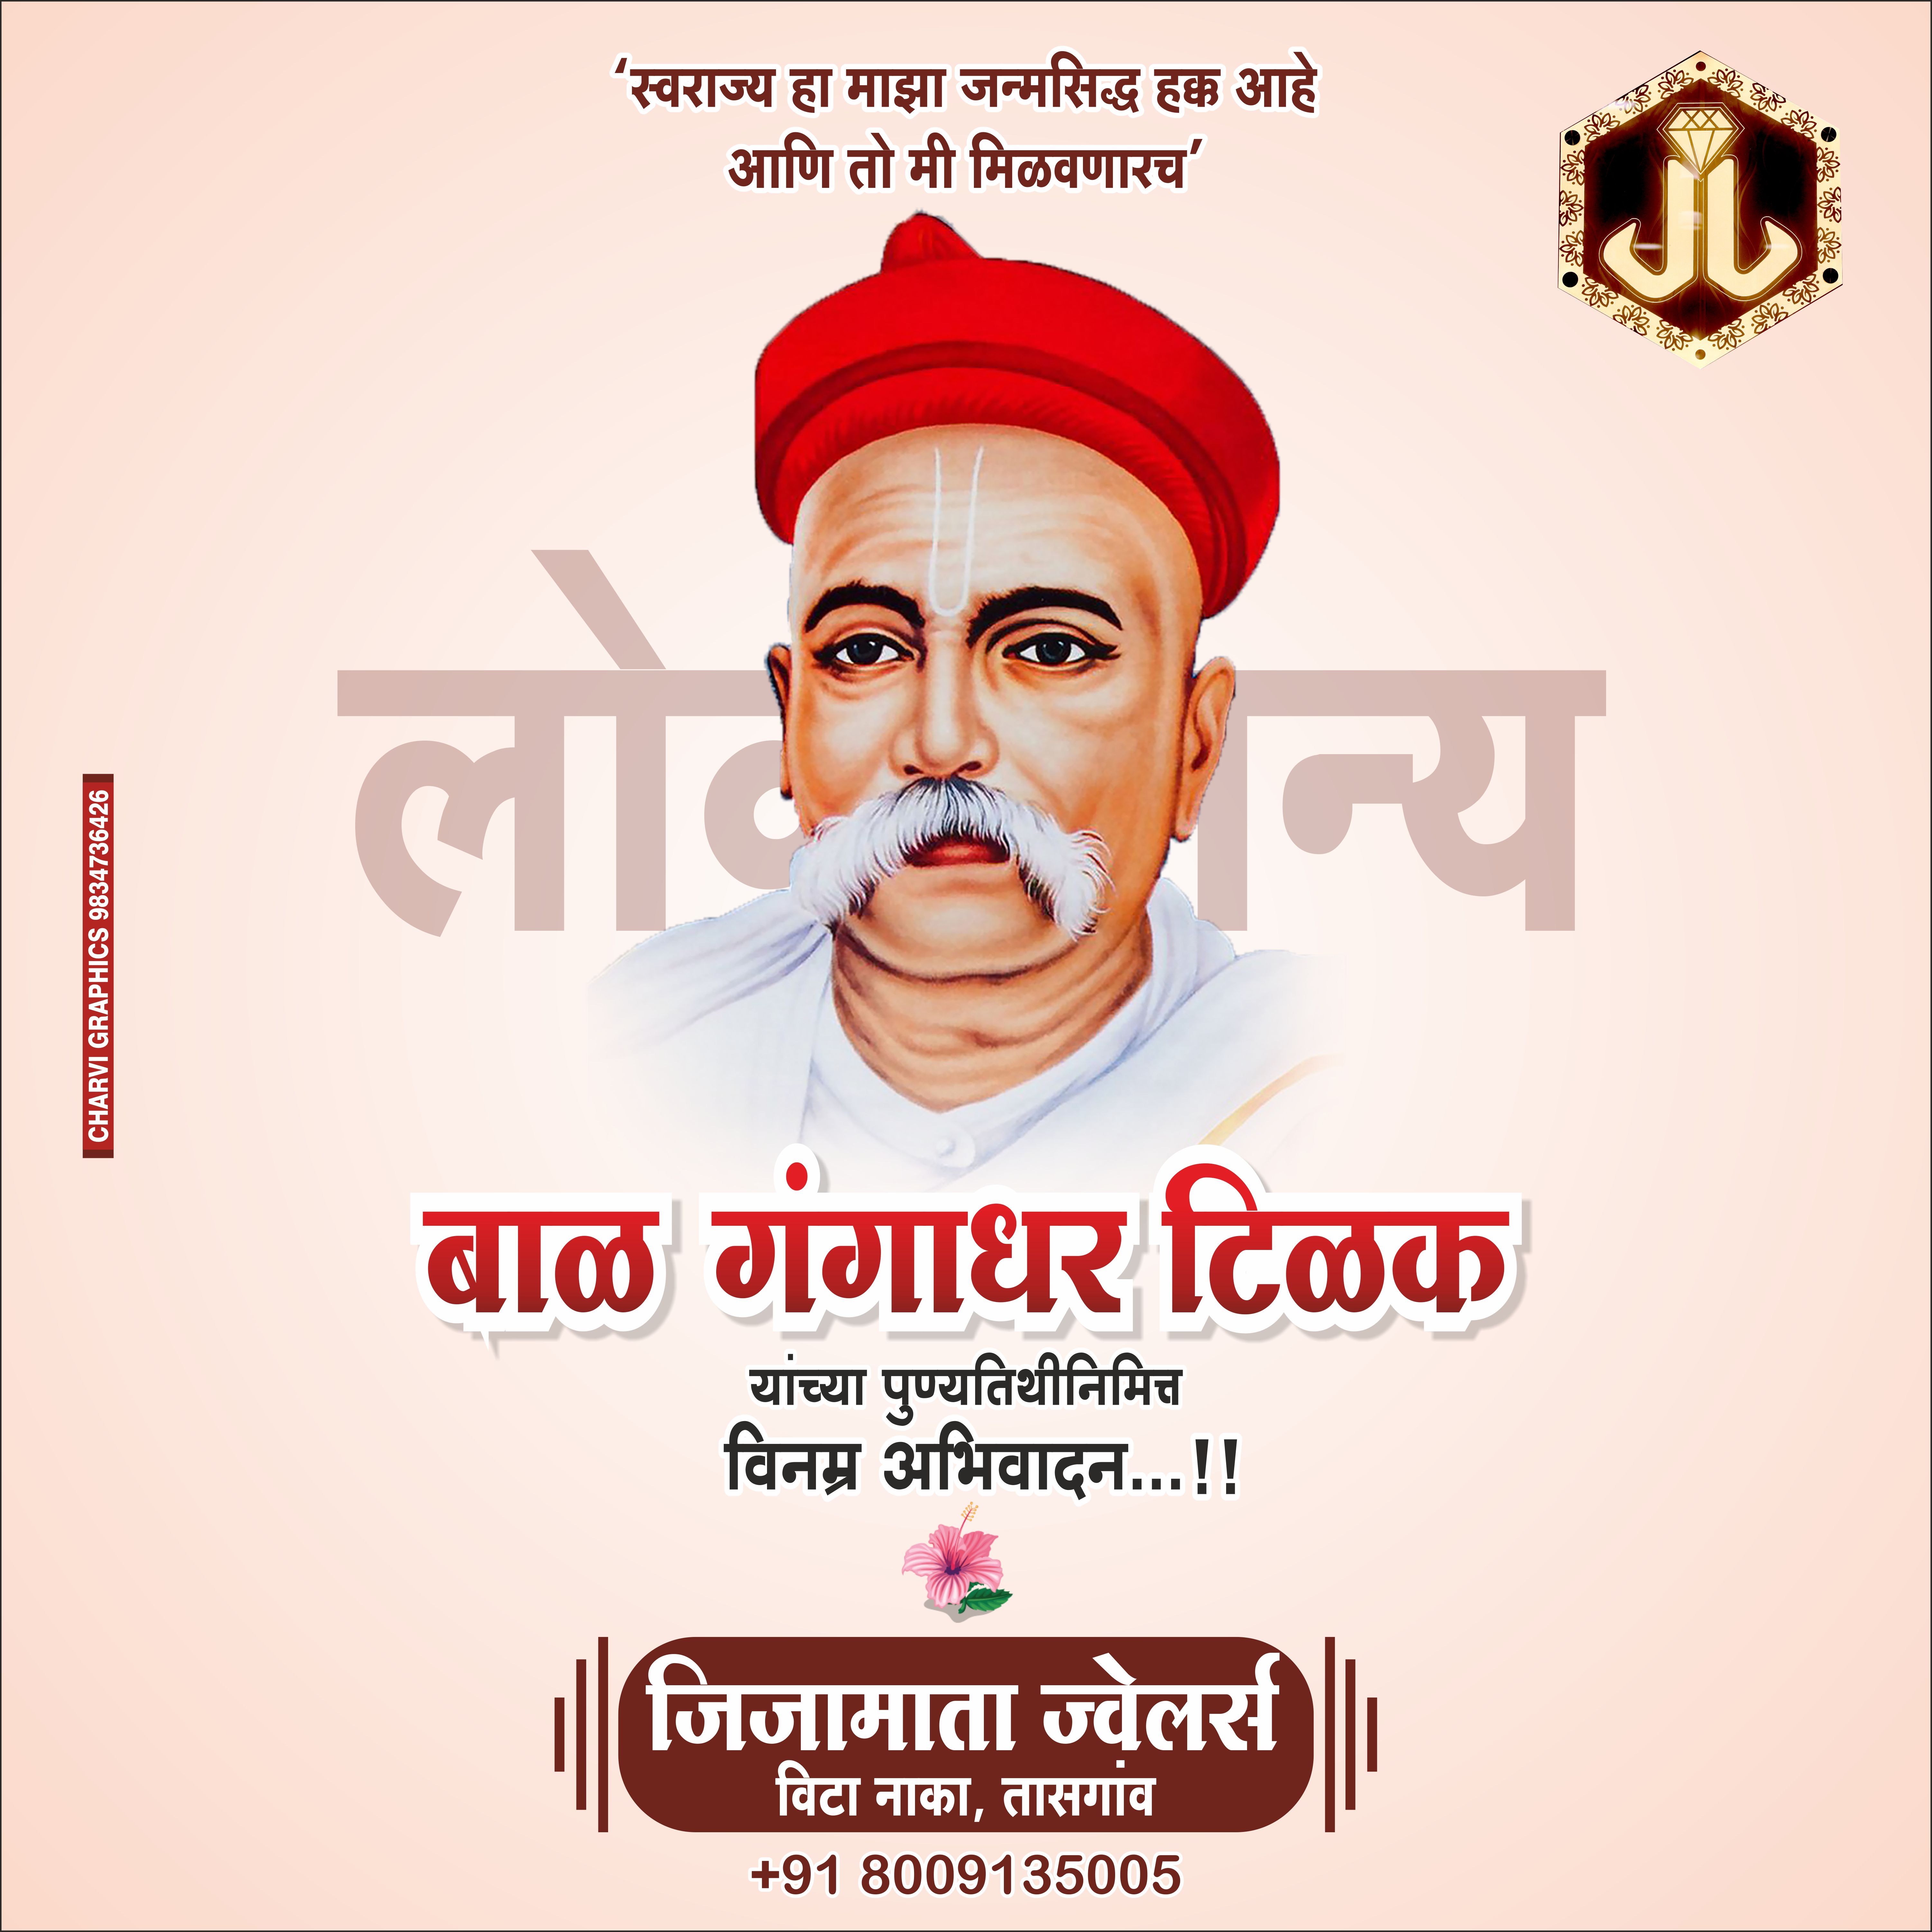 ‘स्वराज्य हा माझा जन्मसिद्ध हक्क आहे
आणि तो मी मिळवणारच’
JL
CHARVI GRAPHICS 9834736426
बाळ गंगाधर टिळक
यांच्या पुण्यतिथीनिमित्त
विनम्र अभिवादन...!!
जिजामाता ज्वेलर्स
विटा नाका, तासगांव
+91 8009135005